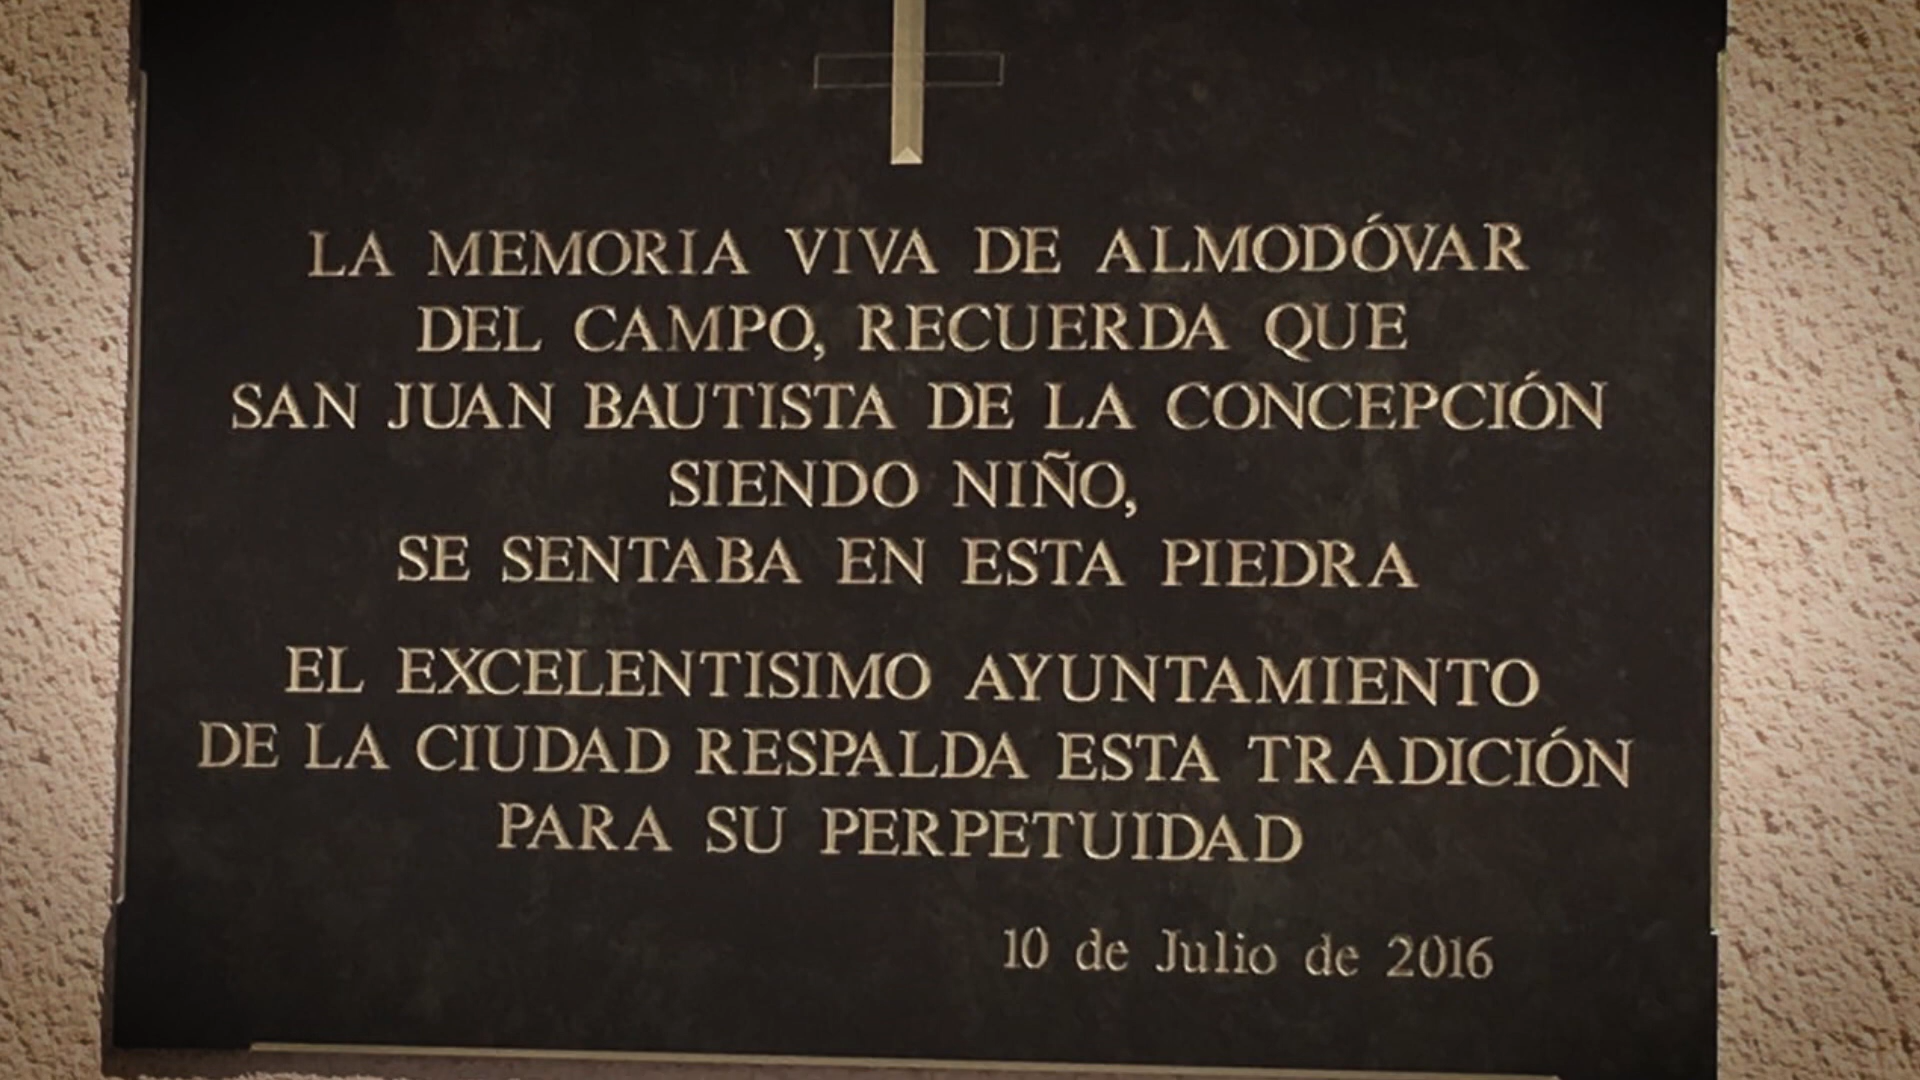 LA MEMORIA VIVA DE ALMODÓVAR
DEL CAMPO, RECUERDA QUE
SAN JUAN BAUTISTA DE LA CONCEPCIÓN
SIENDO NIÑO,
SE SENTABA EN ESTA PIEDRA
EL EXCELENTISIMO AYUNTAMIENTO
DE LA CIUDAD RESPALDA ESTA TRADICIÓN
PARA SU PERPETUIDAD
10 de Julio de 2016